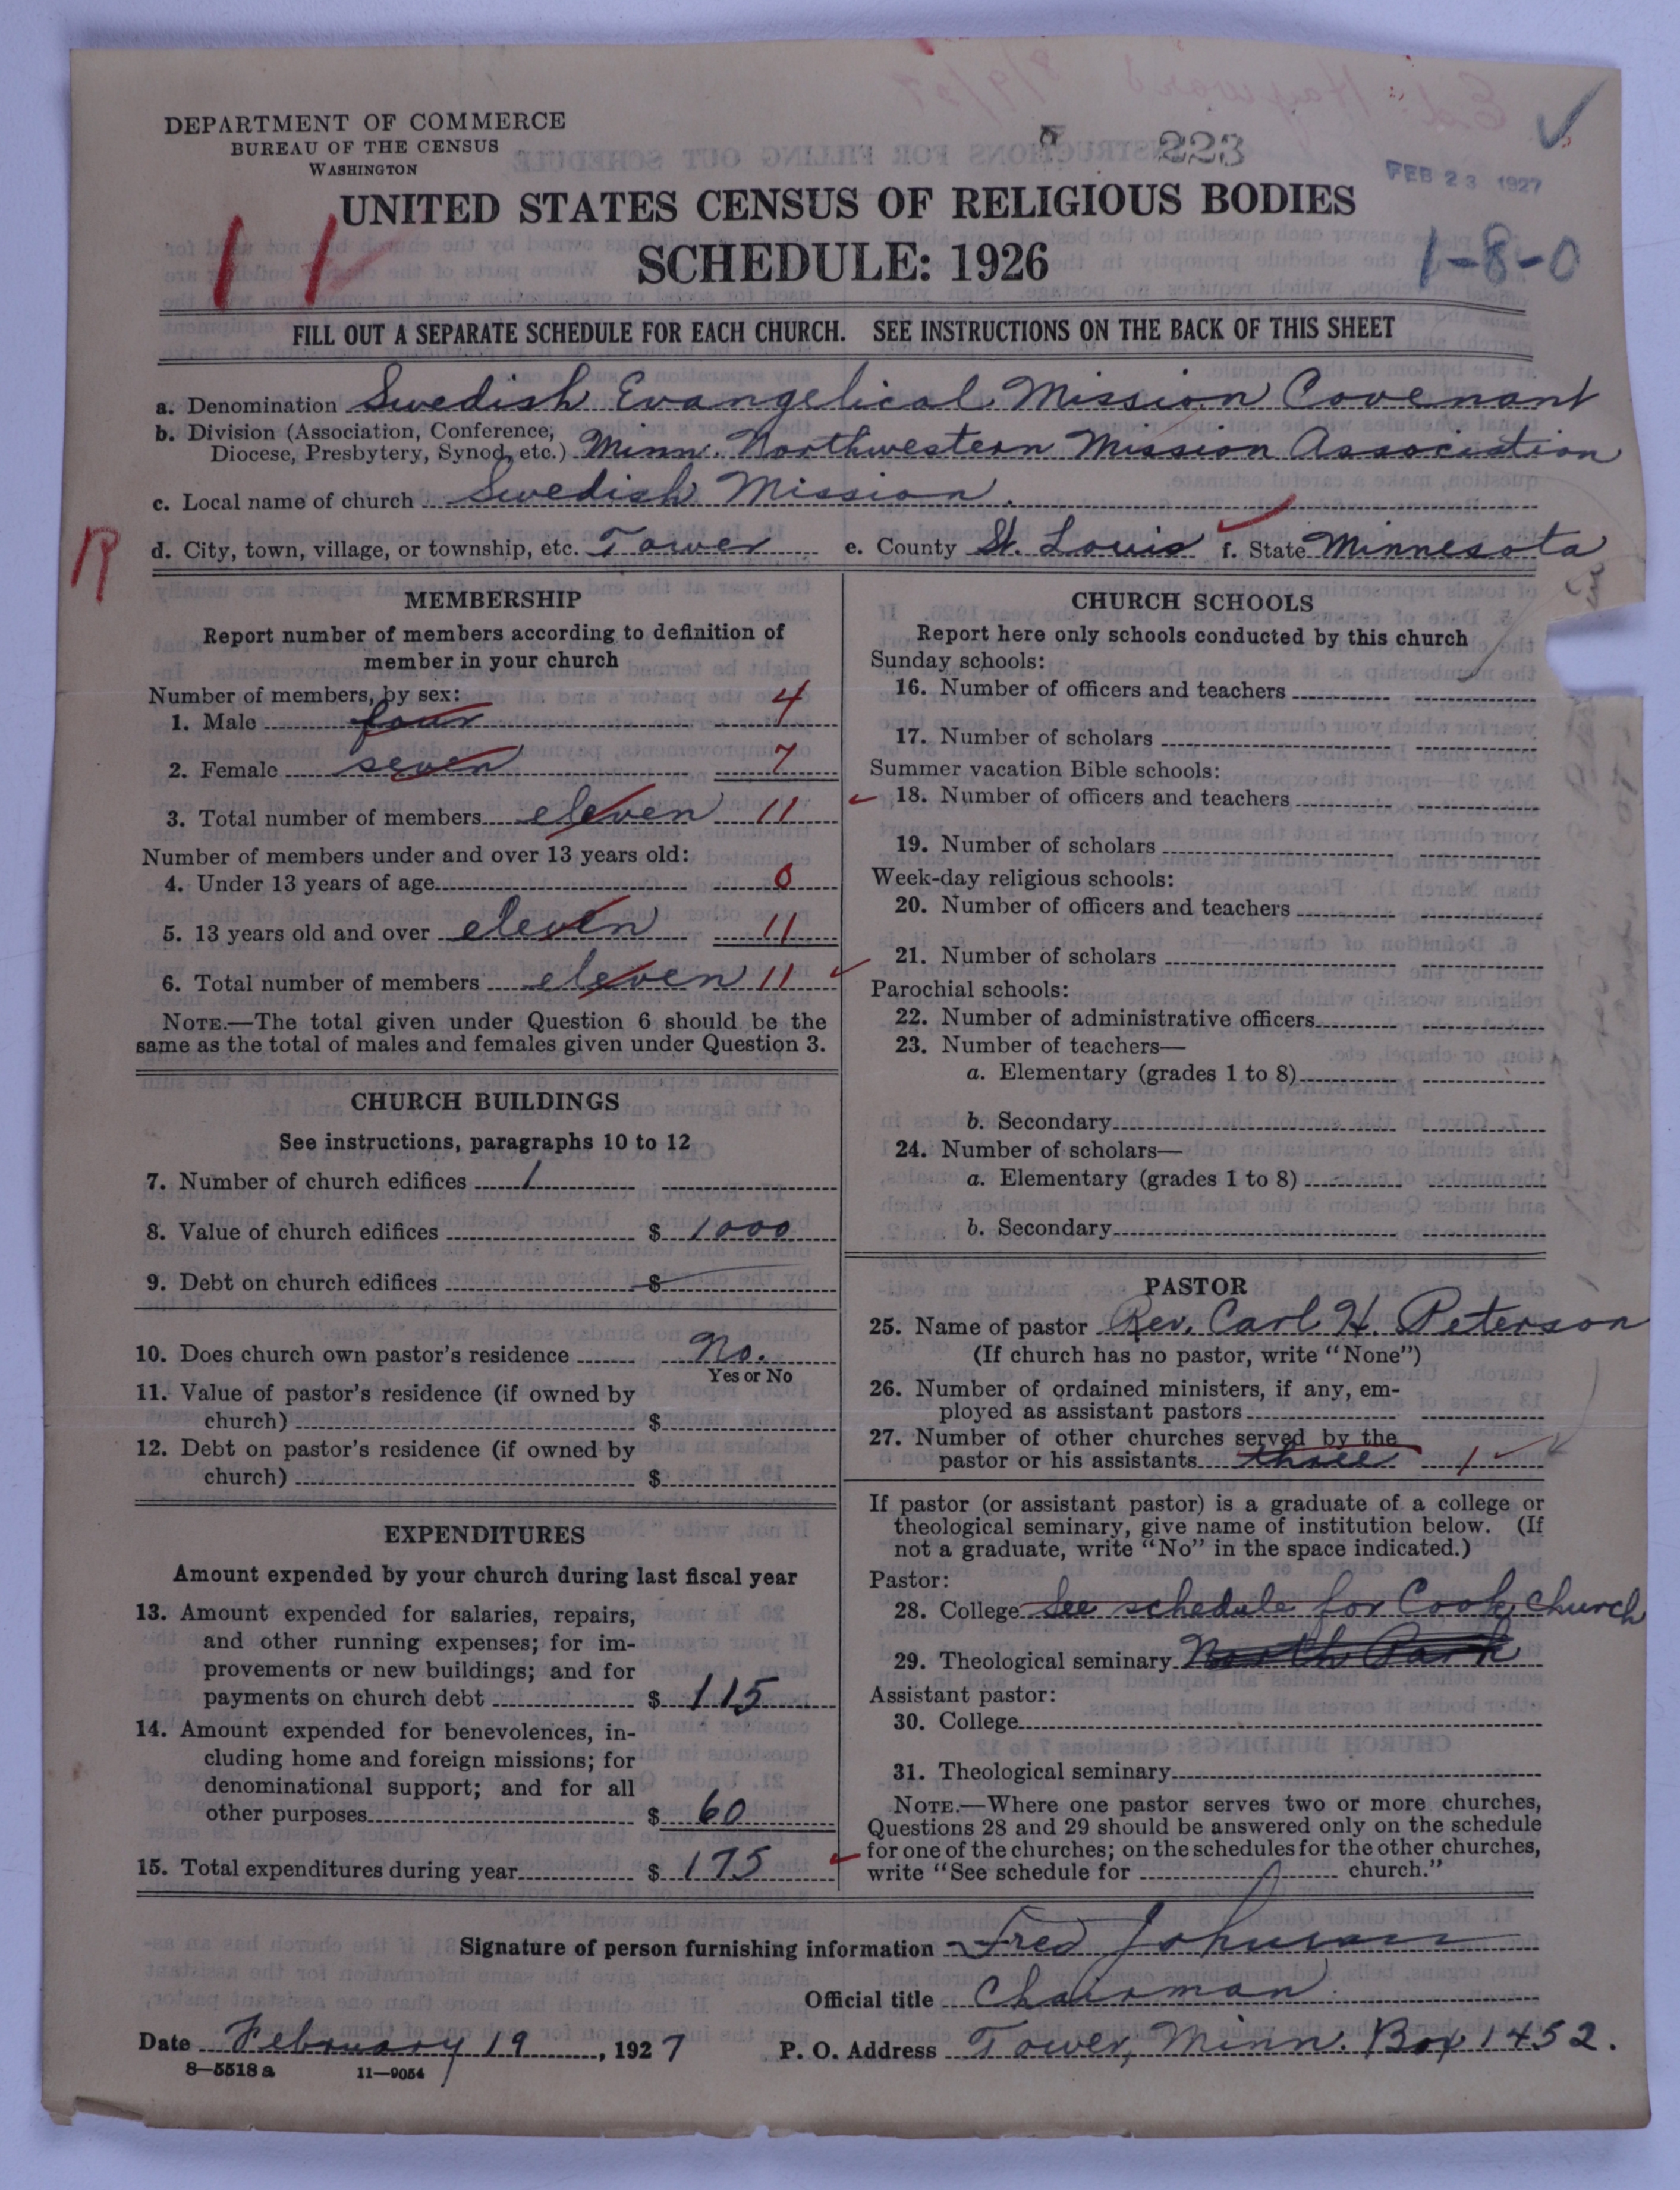 DEPARTMENT OF COMMERCE
BUREAU OF THE CENSUS
WASHINGTON
223
FEB 23 1927
UNITED STATES CENSUS OF RELIGIOUS BODIES
SCHEDULE: 1926
11
1-8-0
FILL OUT A SEPARATE SCHEDULE FOR EACH CHURCH. SEE INSTRUCTIONS ON THE BACK OF THIS SHEET
a. Denomination Swedish Evangelical Mission Covenant
b. Division (Association, Conference,
Diocese, Presbytery, Synod, etc.) Minn. Northwestern Mission Association
c. Local name of church Swedish Mission.
R
d. City, town, village, or township, etc. Tower e. County St. Louis f. State Minnesota
MEMBERSHIP
Report number of members according to definition of
member in your church
Number of members, by sex:
1. Male four 4
2. Female seven 7
3. Total number of members eleven 11
Number of members under and over 13 years old:
4. Under 13 years of age 0
5. 13 years old and over eleven 11
6. Total number of members eleven 11
NOTE.—The total given under Question 6 should be the
same as the total of males and females given under Question 3.
CHURCH BUILDINGS
See instructions, paragraphs 10 to 12
7. Number of church edifices 1
8. Value of church edifices $ 1000
9. Debt on church edifices $
10. Does church own pastor's residence No.
Yes or No
11. Value of pastor's residence (if owned by
church) $
12. Debt on pastor's residence (if owned by
church) $
EXPENDITURES
Amount expended by your church during last fiscal year
13. Amount expended for salaries, repairs,
and other running expenses; for im-
provements or new buildings; and for
payments on church debt $ 115
14. Amount expended for benevolences, in-
cluding home and foreign missions; for
denominational support; and for all
other purposes $ 60
15. Total expenditures during year $ 175
CHURCH SCHOOLS
Report here only schools conducted by this church
Sunday schools:
16. Number of officers and teachers
17. Number of scholars
Summer vacation Bible schools:
18. Number of officers and teachers
19. Number of scholars
Week-day religious schools:
20. Number of officers and teachers
21. Number of scholars
Parochial schools:
22. Number of administrative officers
23. Number of teachers—
a. Elementary (grades 1 to 8)
b. Secondary
24. Number of scholars—
a. Elementary (grades 1 to 8)
b. Secondary
PASTOR
25. Name of pastor Rev. Carl H. Peterson
(If church has no pastor, write "None")
26. Number of ordained ministers, if any, em-
ployed as assistant pastors
27. Number of other churches served by the
pastor or his assistants three 1
If pastor (or assistant pastor) is a graduate of a college or
theological seminary, give name of institution below. (If
not a graduate, write "No" in the space indicated.)
Pastor:
28. College See schedule for Cook, church
29. Theological seminary North Park
Assistant pastor:
30. College
31. Theological seminary
NOTE.—Where one pastor serves two or more churches,
Questions 28 and 29 should be answered only on the schedule
for one of the churches; on the schedules for the other churches,
write "See schedule for church."
Signature of person furnishing information Fred Johnson
Official title Chairman
Date February 19, 1927 P. O. Address Tower, Minn. Box 1452.
8—5518a 11—9054